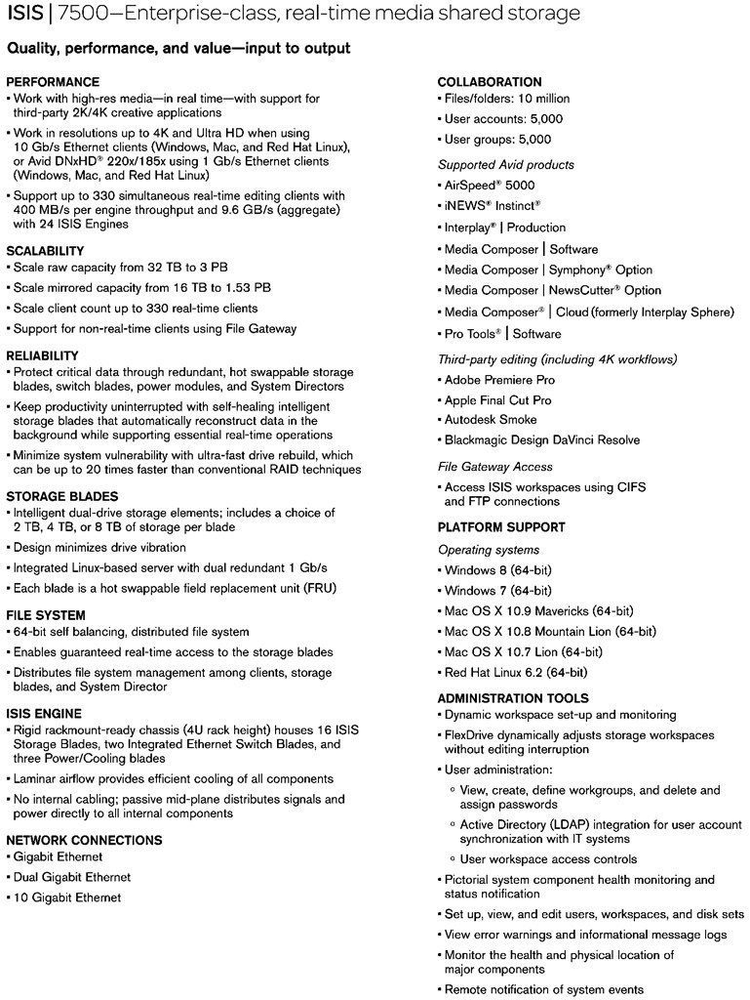 ISIS | 7500—Enterprise-class, real-time media shared storage
Quality, performance, and value—input to output
PERFORMANCE
▪ Work with high-res media—in real time—with support for
third-party 2K/4K creative applications
▪ Work in resolutions up to 4K and Ultra HD when using
10 Gb/s Ethernet clients (Windows, Mac, and Red Hat Linux),
or Avid DNxHD® 220x/185x using 1 Gb/s Ethernet clients
(Windows, Mac, and Red Hat Linux)
▪ Support up to 330 simultaneous real-time editing clients with
400 MB/s per engine throughput and 9.6 GB/s (aggregate)
with 24 ISIS Engines
SCALABILITY
▪ Scale raw capacity from 32 TB to 3 PB
▪ Scale mirrored capacity from 16 TB to 1.53 PB
▪ Scale client count up to 330 real-time clients
▪ Support for non-real-time clients using File Gateway
RELIABILITY
▪ Protect critical data through redundant, hot swappable storage
blades, switch blades, power modules, and System Directors
▪ Keep productivity uninterrupted with self-healing intelligent
storage blades that automatically reconstruct data in the
background while supporting essential real-time operations
▪ Minimize system vulnerability with ultra-fast drive rebuild, which
can be up to 20 times faster than conventional RAID techniques
STORAGE BLADES
▪ Intelligent dual-drive storage elements; includes a choice of
2 TB, 4 TB, or 8 TB of storage per blade
▪ Design minimizes drive vibration
▪ Integrated Linux-based server with dual redundant 1 Gb/s
▪ Each blade is a hot swappable field replacement unit (FRU)
FILE SYSTEM
▪ 64-bit self balancing, distributed file system
▪ Enables guaranteed real-time access to the storage blades
▪ Distributes file system management among clients, storage
blades, and System Director
ISIS ENGINE
▪ Rigid rackmount-ready chassis (4U rack height) houses 16 ISIS
Storage Blades, two Integrated Ethernet Switch Blades, and
three Power/Cooling blades
▪ Laminar airflow provides efficient cooling of all components
▪ No internal cabling; passive mid-plane distributes signals and
power directly to all internal components
NETWORK CONNECTIONS
▪ Gigabit Ethernet
▪ Dual Gigabit Ethernet
▪ 10 Gigabit Ethernet
COLLABORATION
▪ Files/folders: 10 million
▪ User accounts: 5,000
▪ User groups: 5,000
Supported Avid products
▪ AirSpeed® 5000
▪ iNEWS® Instinct®
▪ Interplay® | Production
▪ Media Composer | Software
▪ Media Composer | Symphony® Option
▪ Media Composer | NewsCutter® Option
▪ Media Composer® | Cloud (formerly Interplay Sphere)
▪ Pro Tools® | Software
Third-party editing (including 4K workflows)
▪ Adobe Premiere Pro
▪ Apple Final Cut Pro
▪ Autodesk Smoke
▪ Blackmagic Design DaVinci Resolve
File Gateway Access
▪ Access ISIS workspaces using CIFS
and FTP connections
PLATFORM SUPPORT
Operating systems
▪ Windows 8 (64-bit)
▪ Windows 7 (64-bit)
▪ Mac OS X 10.9 Mavericks (64-bit)
▪ Mac OS X 10.8 Mountain Lion (64-bit)
▪ Mac OS X 10.7 Lion (64-bit)
▪ Red Hat Linux 6.2 (64-bit)
ADMINISTRATION TOOLS
▪ Dynamic workspace set-up and monitoring
▪ FlexDrive dynamically adjusts storage workspaces
without editing interruption
▪ User administration:
○ View, create, define workgroups, and delete and
assign passwords
○ Active Directory (LDAP) integration for user account
synchronization with IT systems
○ User workspace access controls
▪ Pictorial system component health monitoring and
status notification
▪ Set up, view, and edit users, workspaces, and disk sets
▪ View error warnings and informational message logs
▪ Monitor the health and physical location of
major components
▪ Remote notification of system events